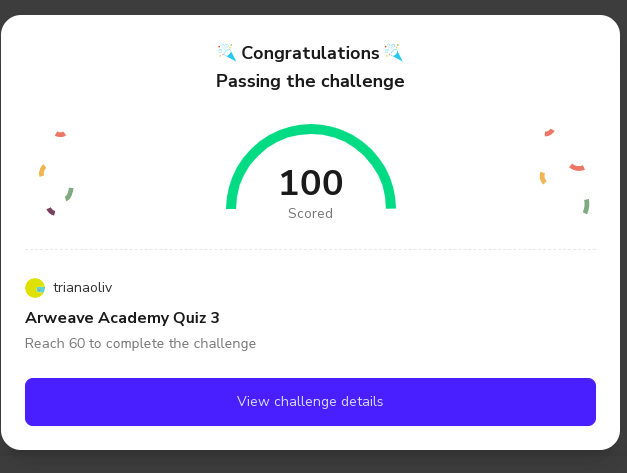 Congratulations
Passing the challenge
100
Scored
trianaoliv
Arweave Academy Quiz 3
Reach 60 to complete the challenge
View challenge details